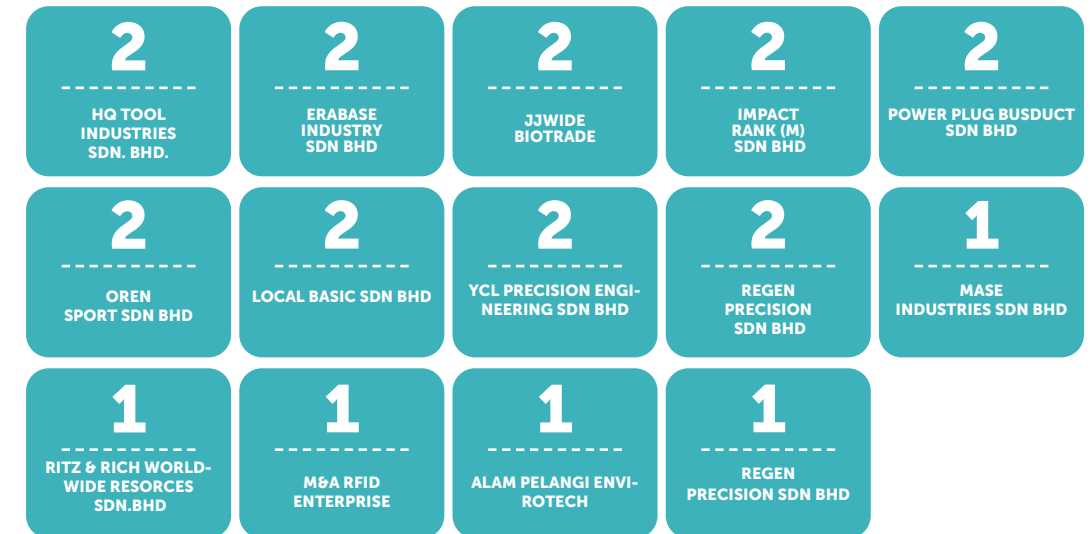 2
HQ TOOL
INDUSTRIES
SDN. BHD.
2
ERABASE
INDUSTRY
SDN BHD
2
JJWIDE
BIOTRADE
2
IMPACT
RANK (M)
SDN BHD
2
POWER PLUG BUSDUCT
SDN BHD
2
OREN
SPORT SDN BHD
2
LOCAL BASIC SDN BHD
2
YCL PRECISION ENGI-
NEERING SDN BHD
2
REGEN
PRECISION
SDN BHD
1
MASE
INDUSTRIES SDN BHD
1
RITZ & RICH WORLD-
WIDE RESORCES
SDN.BHD
1
M&A RFID
ENTERPRISE
1
ALAM PELANGI ENVI-
ROTECH
1
REGEN
PRECISION SDN BHD